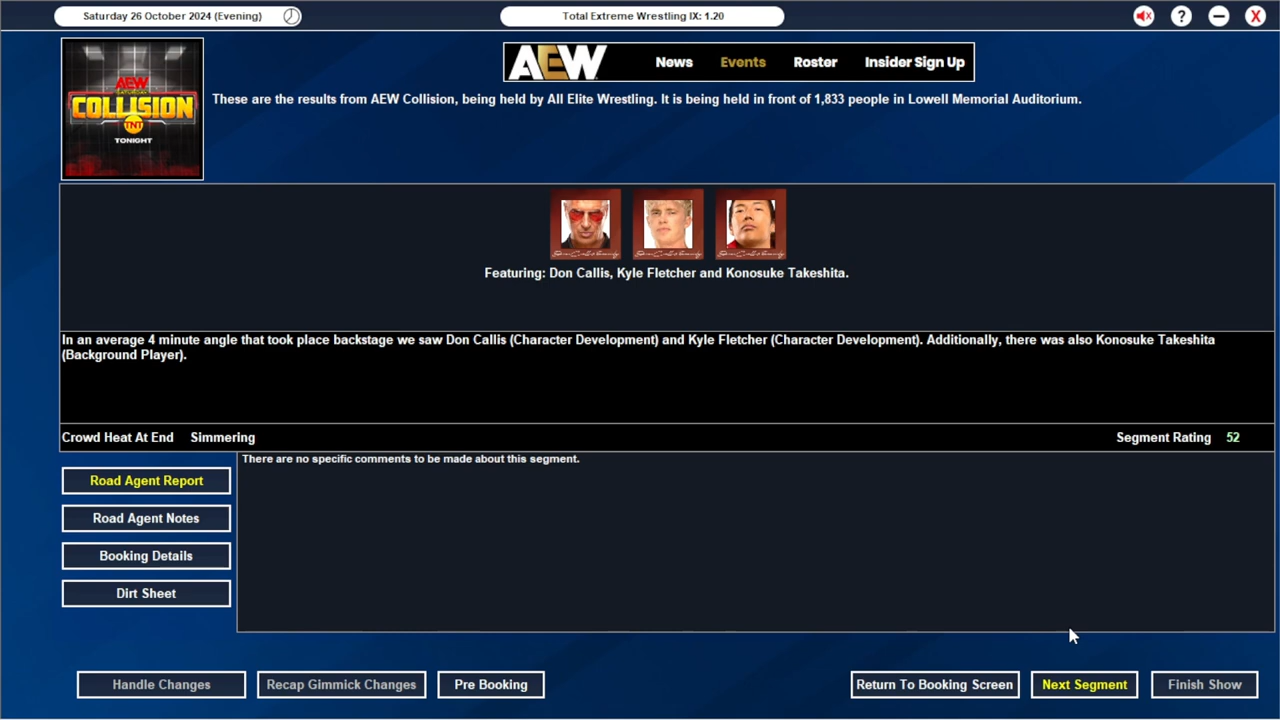 Saturday 26 October 2024 (Evening)
Total Extreme Wrestling IX: 1.20
?
X
AEW
COLLISION
TNT
TONIGHT
AEW
News
Events
Roster
Insider Sign Up
These are the results from AEW Collision, being held by All Elite Wrestling. It is being held in front of 1,833 people in Lowell Memorial Auditorium.
Featuring: Don Callis, Kyle Fletcher and Konosuke Takeshita.
In an average 4 minute angle that took place backstage we saw Don Callis (Character Development) and Kyle Fletcher (Character Development). Additionally, there was also Konosuke Takeshita
(Background Player).
Crowd Heat At End Simmering
Segment Rating 52
There are no specific comments to be made about this segment.
Road Agent Report
Road Agent Notes
Booking Details
Dirt Sheet
Handle Changes
Recap Gimmick Changes
Pre Booking
Return To Booking Screen
Next Segment
Finish Show